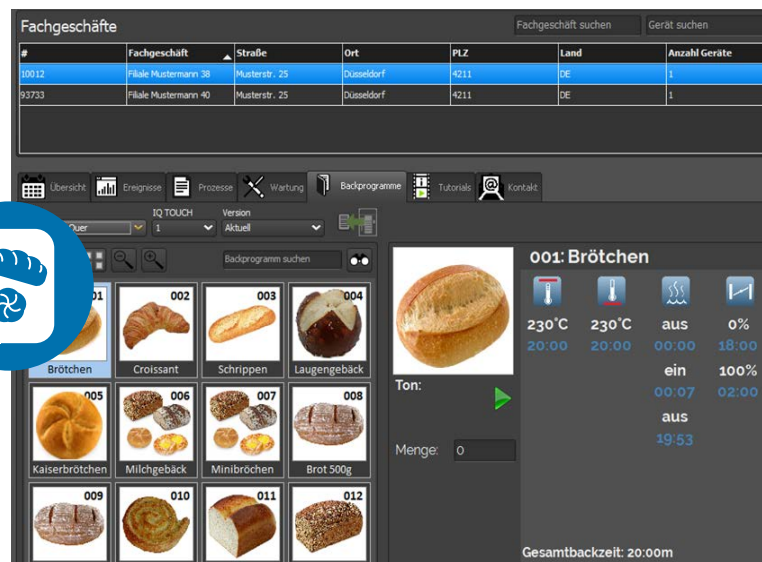 Fachgeschäfte
Fachgeschäft suchen Gerät suchen
# Fachgeschäft Straße Ort PLZ Land Anzahl Geräte
10012 Filiale Mustermann 38 Musterstr. 25 Düsseldorf 4211 DE 1
93733 Filiale Mustermann 40 Musterstr. 25 Düsseldorf 4211 DE 1
Übersicht Ereignisse Prozesse Wartung Backprogramme Tutorials Kontakt
IQ TOUCH Version
Quer 1 Aktuell
Backprogramm suchen
01 002 003 004
Brötchen Croissant Schrippen Laugengebäck
005 006 007 008
Kaiserbrötchen Milchgebäck Minibröchen Brot 500g
009 010 011 012
001: Brötchen
230°C 230°C aus 0%
20:00 20:00 00:00 18:00
ein 100%
00:07 02:00
aus
19:53
Ton:
Menge: 0
Gesamtbackzeit: 20:00m